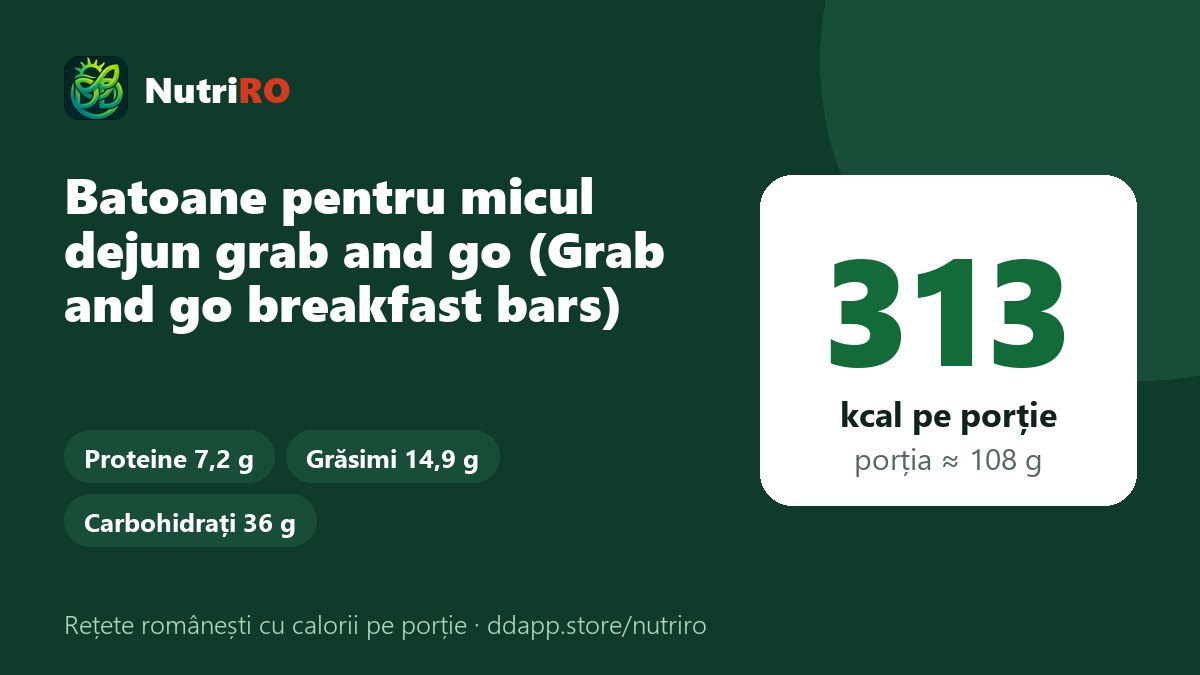 NutriRO
Batoane pentru micul
dejun grab and go (Grab
and go breakfast bars)
313
kcal pe porție
porția ≈ 108 g
Proteine 7,2 g
Grăsimi 14,9 g
Carbohidrați 36 g
Rețete românești cu calorii pe porție · ddapp.store/nutriro